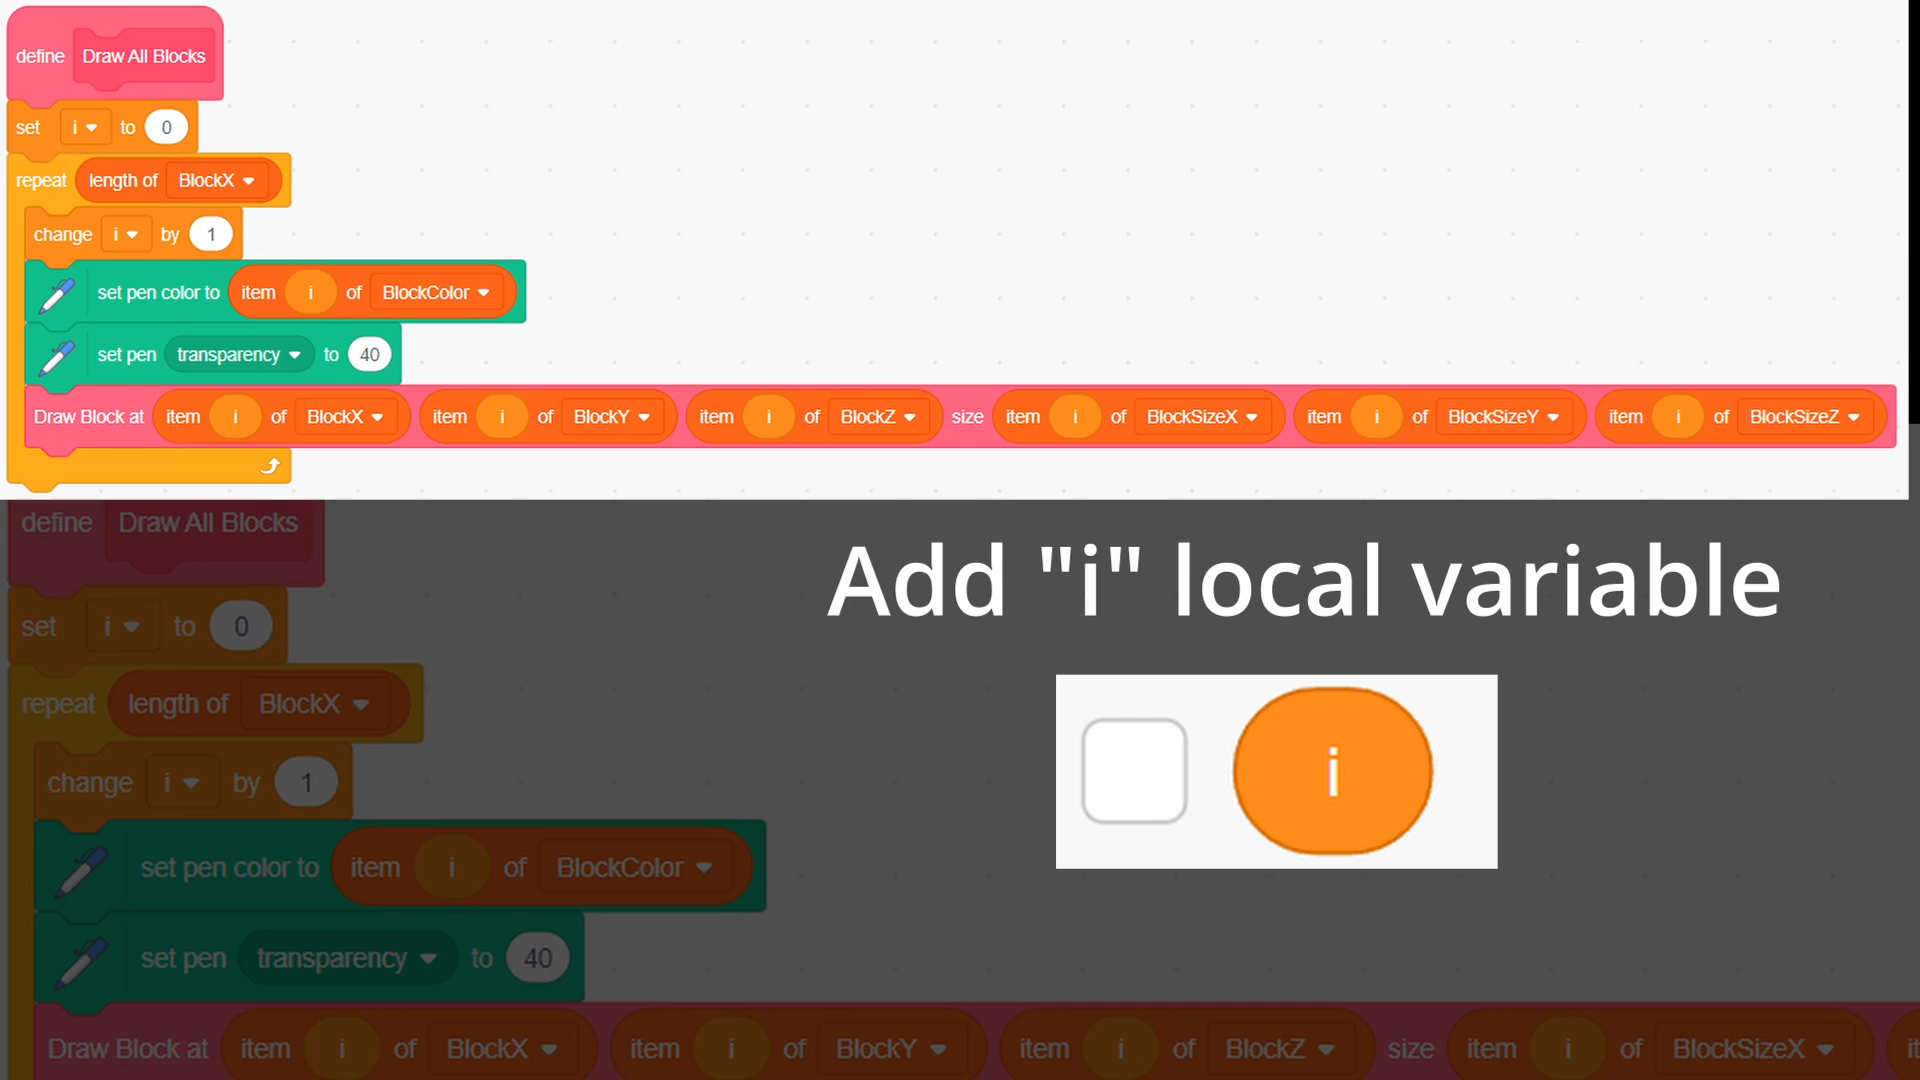 define Draw All Blocks
set i to 0
repeat length of BlockX
change i by 1
set pen color to item i of BlockColor
set pen transparency to 40
Draw Block at item i of BlockX item i of BlockY item i of BlockZ size item i of BlockSizeX item i of BlockSizeY item i of BlockSizeZ
define Draw All Blocks
Add "i" local variable
set i to 0
repeat length of BlockX
i
change i by 1
set pen color to item i of BlockColor
set pen transparency to 40
Draw Block at item i of BlockX item i of BlockY item i of BlockZ size item i of BlockSizeX